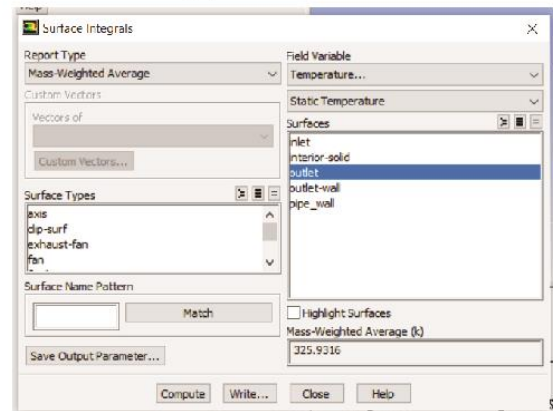 Help
Surface Integrals
Report Type
Mass-Weighted Average
Custom Vectors
Vectors of
Custom Vectors...
Surface Types
axis
clip-surf
exhaust-fan
fan
Surface Name Pattern
Match
Save Output Parameter...
Field Variable
Temperature...
Static Temperature
Surfaces
inlet
interior-solid
outlet
outlet-wall
pipe_wall
Highlight Surfaces
Mass-Weighted Average (k)
325.9316
Compute Write... Close Help